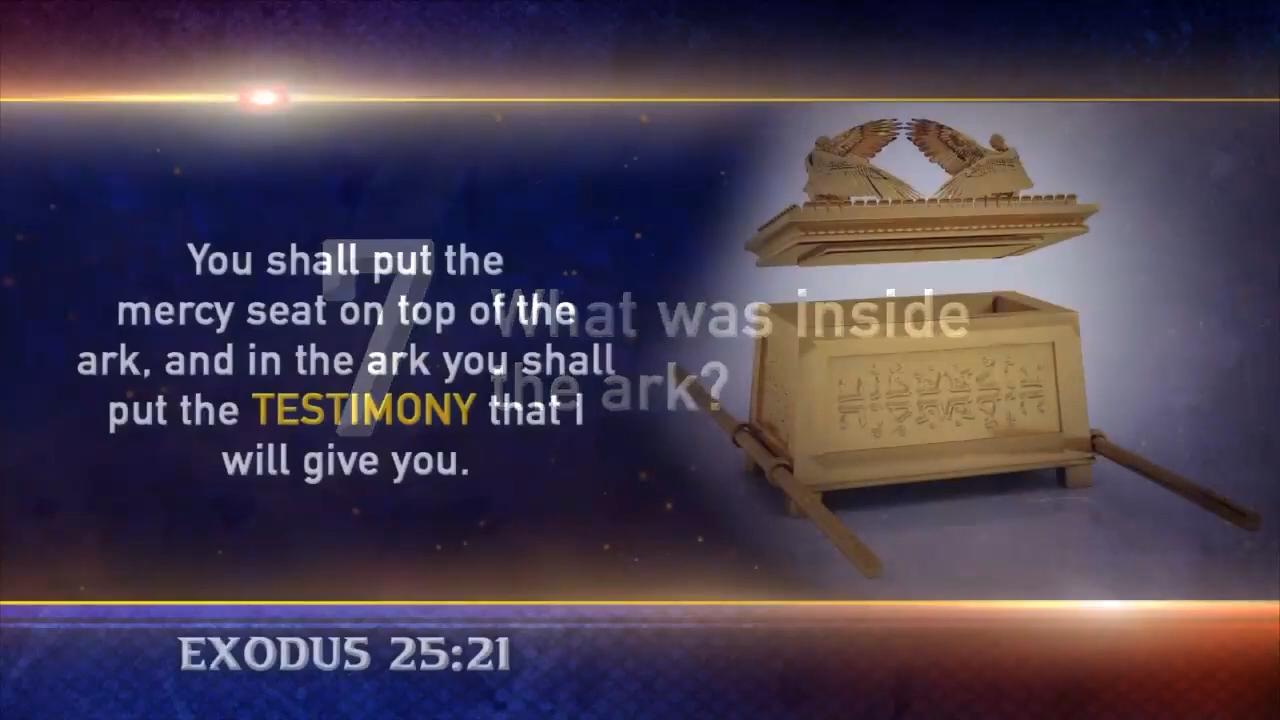 You shall put the
mercy seat on top of the
ark, and in the ark you shall
put the TESTIMONY that I
will give you.
7
What was inside
the ark?
EXODUS 25:21